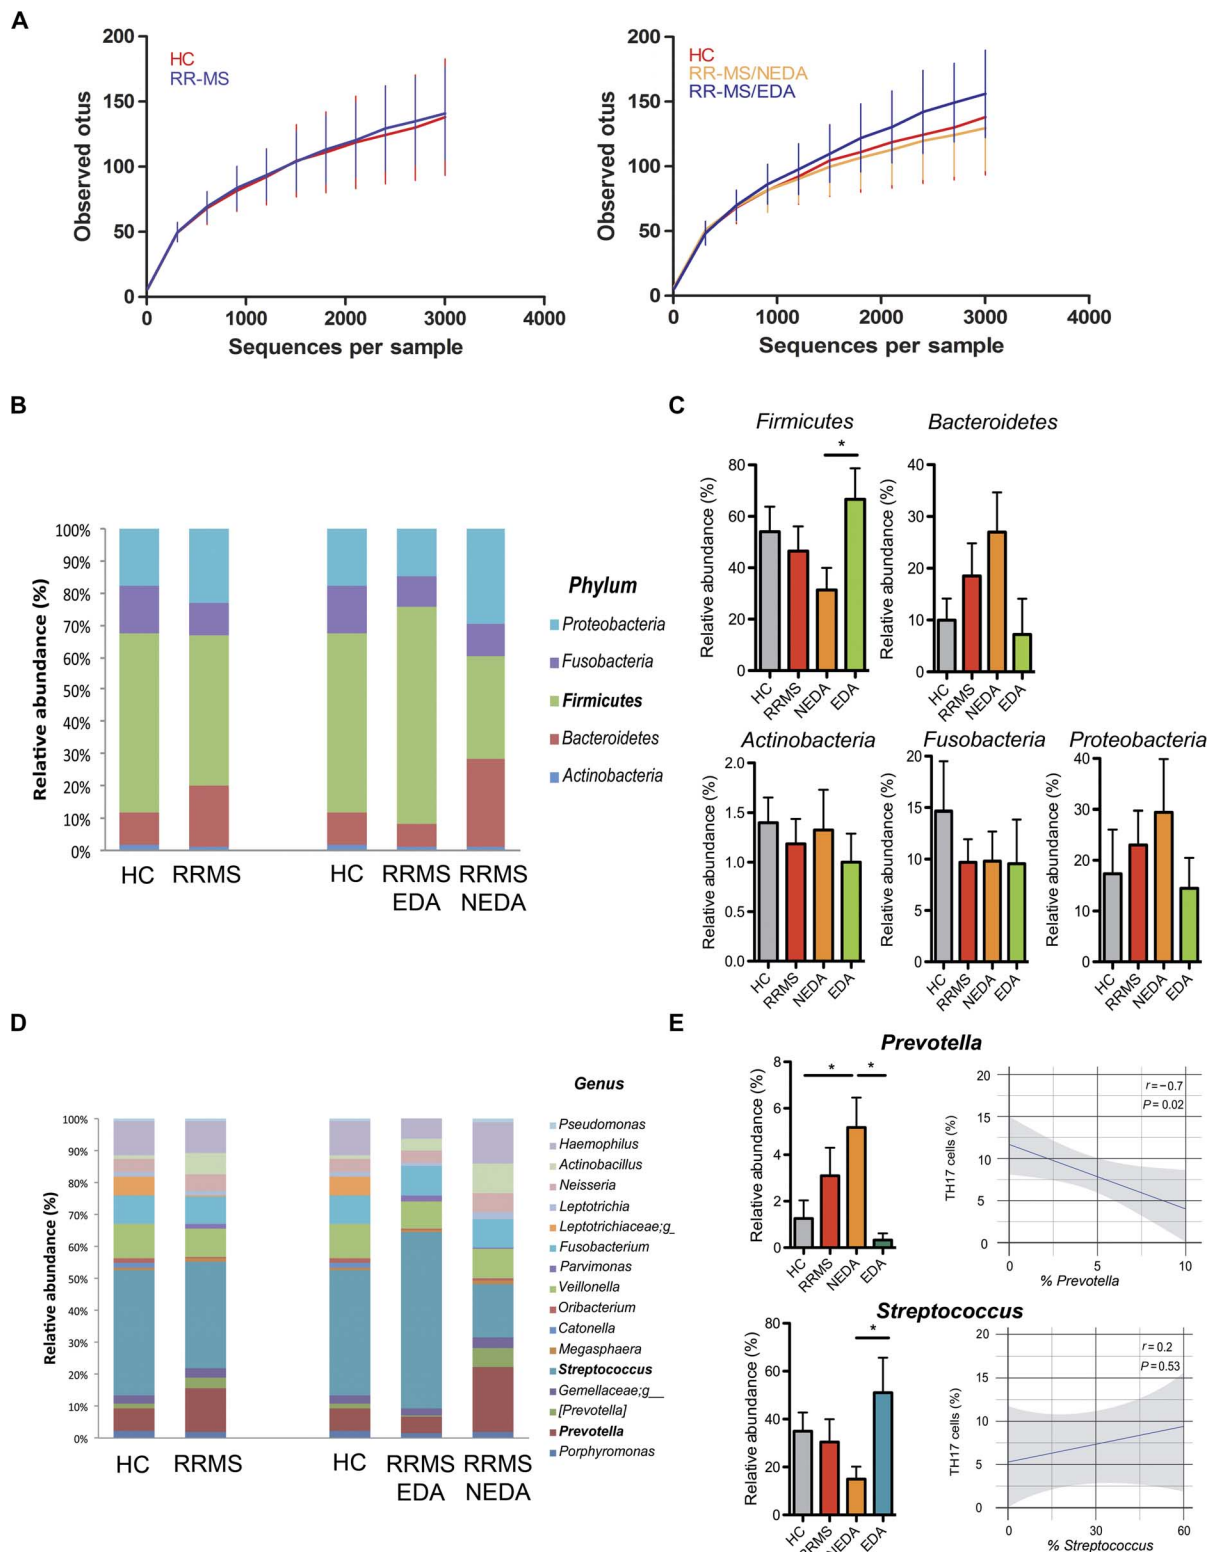 A
200
150
100
50
0
Observed otus
HC
RR-MS
0 1000 2000 3000 4000
Sequences per sample
200
150
100
50
0
Observed otus
HC
RR-MS/NEDA
RR-MS/EDA
0 1000 2000 3000 4000
Sequences per sample
B
Relative abundance (%)
100%
90%
80%
70%
60%
50%
40%
30%
20%
10%
0%
HC RRMS HC RRMS RRMS
EDA NEDA
Phylum
Proteobacteria
Fusobacteria
Firmicutes
Bacteroidetes
Actinobacteria
C
Firmicutes
*
Relative abundance (%)
80
60
40
20
0
HC RRMS NEDA EDA
Bacteroidetes
Relative abundance (%)
40
30
20
10
0
HC RRMS NEDA EDA
Actinobacteria
Relative abundance (%)
2.0
1.5
1.0
0.5
0.0
HC RRMS NEDA EDA
Fusobacteria
Relative abundance (%)
20
15
10
5
0
HC RRMS NEDA EDA
Proteobacteria
Relative abundance (%)
40
30
20
10
0
HC RRMS NEDA EDA
D
Relative abundance (%)
100%
90%
80%
70%
60%
50%
40%
30%
20%
10%
0%
HC RRMS HC RRMS RRMS
EDA NEDA
Genus
Pseudomonas
Haemophilus
Actinobacillus
Neisseria
Leptotrichia
Leptotrichiaceae;g_
Fusobacterium
Parvimonas
Veillonella
Oribacterium
Catonella
Megasphaera
Streptococcus
Gemellaceae;g__
[Prevotella]
Prevotella
Porphyromonas
E
Prevotella
Relative abundance (%)
8
6
4
2
0
* *
HC RRMS NEDA EDA
TH17 cells (%)
20
15
10
5
0
r = −0.7
P = 0.02
0 5 10
% Prevotella
Streptococcus
Relative abundance (%)
80
60
40
20
0
*
HC RRMS NEDA EDA
TH17 cells (%)
20
15
10
5
0
r = 0.2
P = 0.53
0 30 60
% Streptococcus